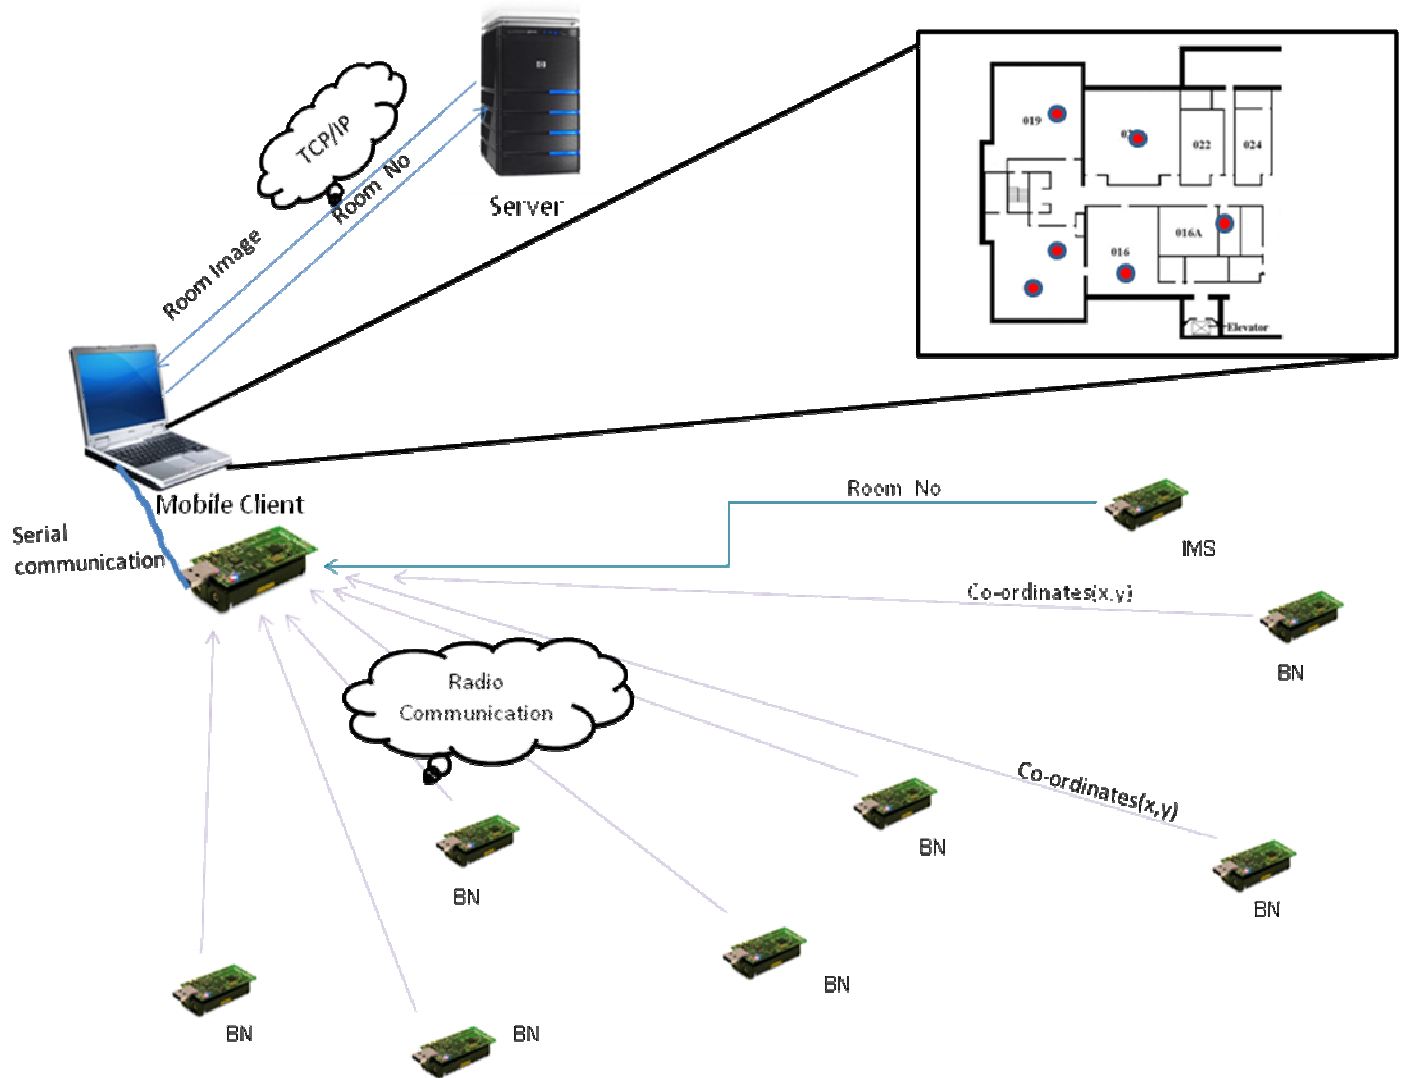 TCP/IP
Room No
Room Image
Server
019
022
024
016A
016
Elevator
Mobile Client
Serial
communication
Room No
IMS
Co-ordinates(x,y)
BN
Radio
Communication
Co-ordinates(x,y)
BN
BN
BN
BN
BN
BN